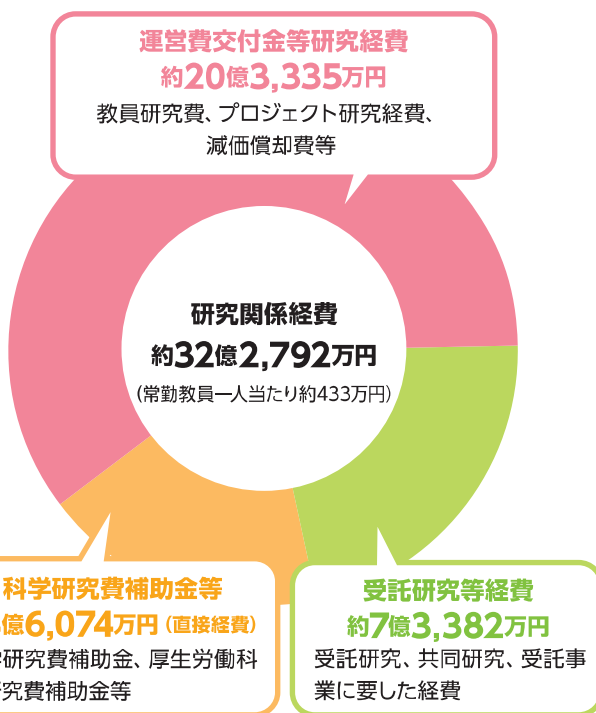 運営費交付金等研究経費
約20億3,335万円
教員研究費、プロジェクト研究経費、
減価償却費等
研究関係経費
約32億2,792万円
(常勤教員一人当たり約433万円)
科学研究費補助金等
億6,074万円(直接経費)
学研究費補助金、厚生労働科
研究費補助金等
受託研究等経費
約7億3,382万円
受託研究、共同研究、受託事
業に要した経費